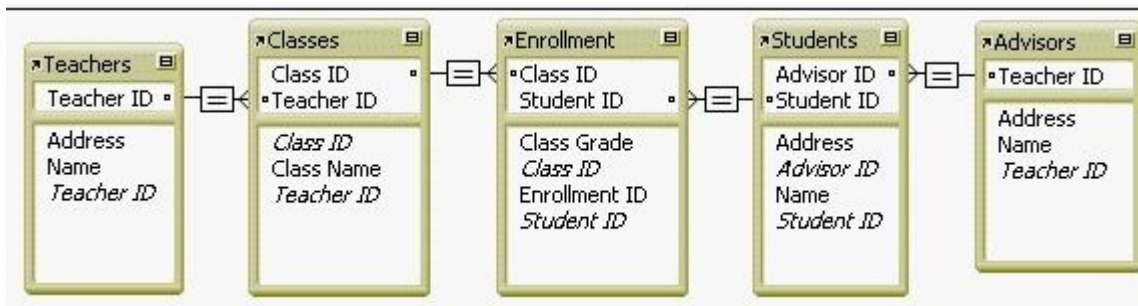 Teachers
Teacher ID
Address
Name
Teacher ID
Classes
Class ID
Teacher ID
Class ID
Class Name
Teacher ID
Enrollment
Class ID
Student ID
Class Grade
Class ID
Enrollment ID
Student ID
Students
Advisor ID
Student ID
Address
Advisor ID
Name
Student ID
Advisors
Teacher ID
Address
Name
Teacher ID